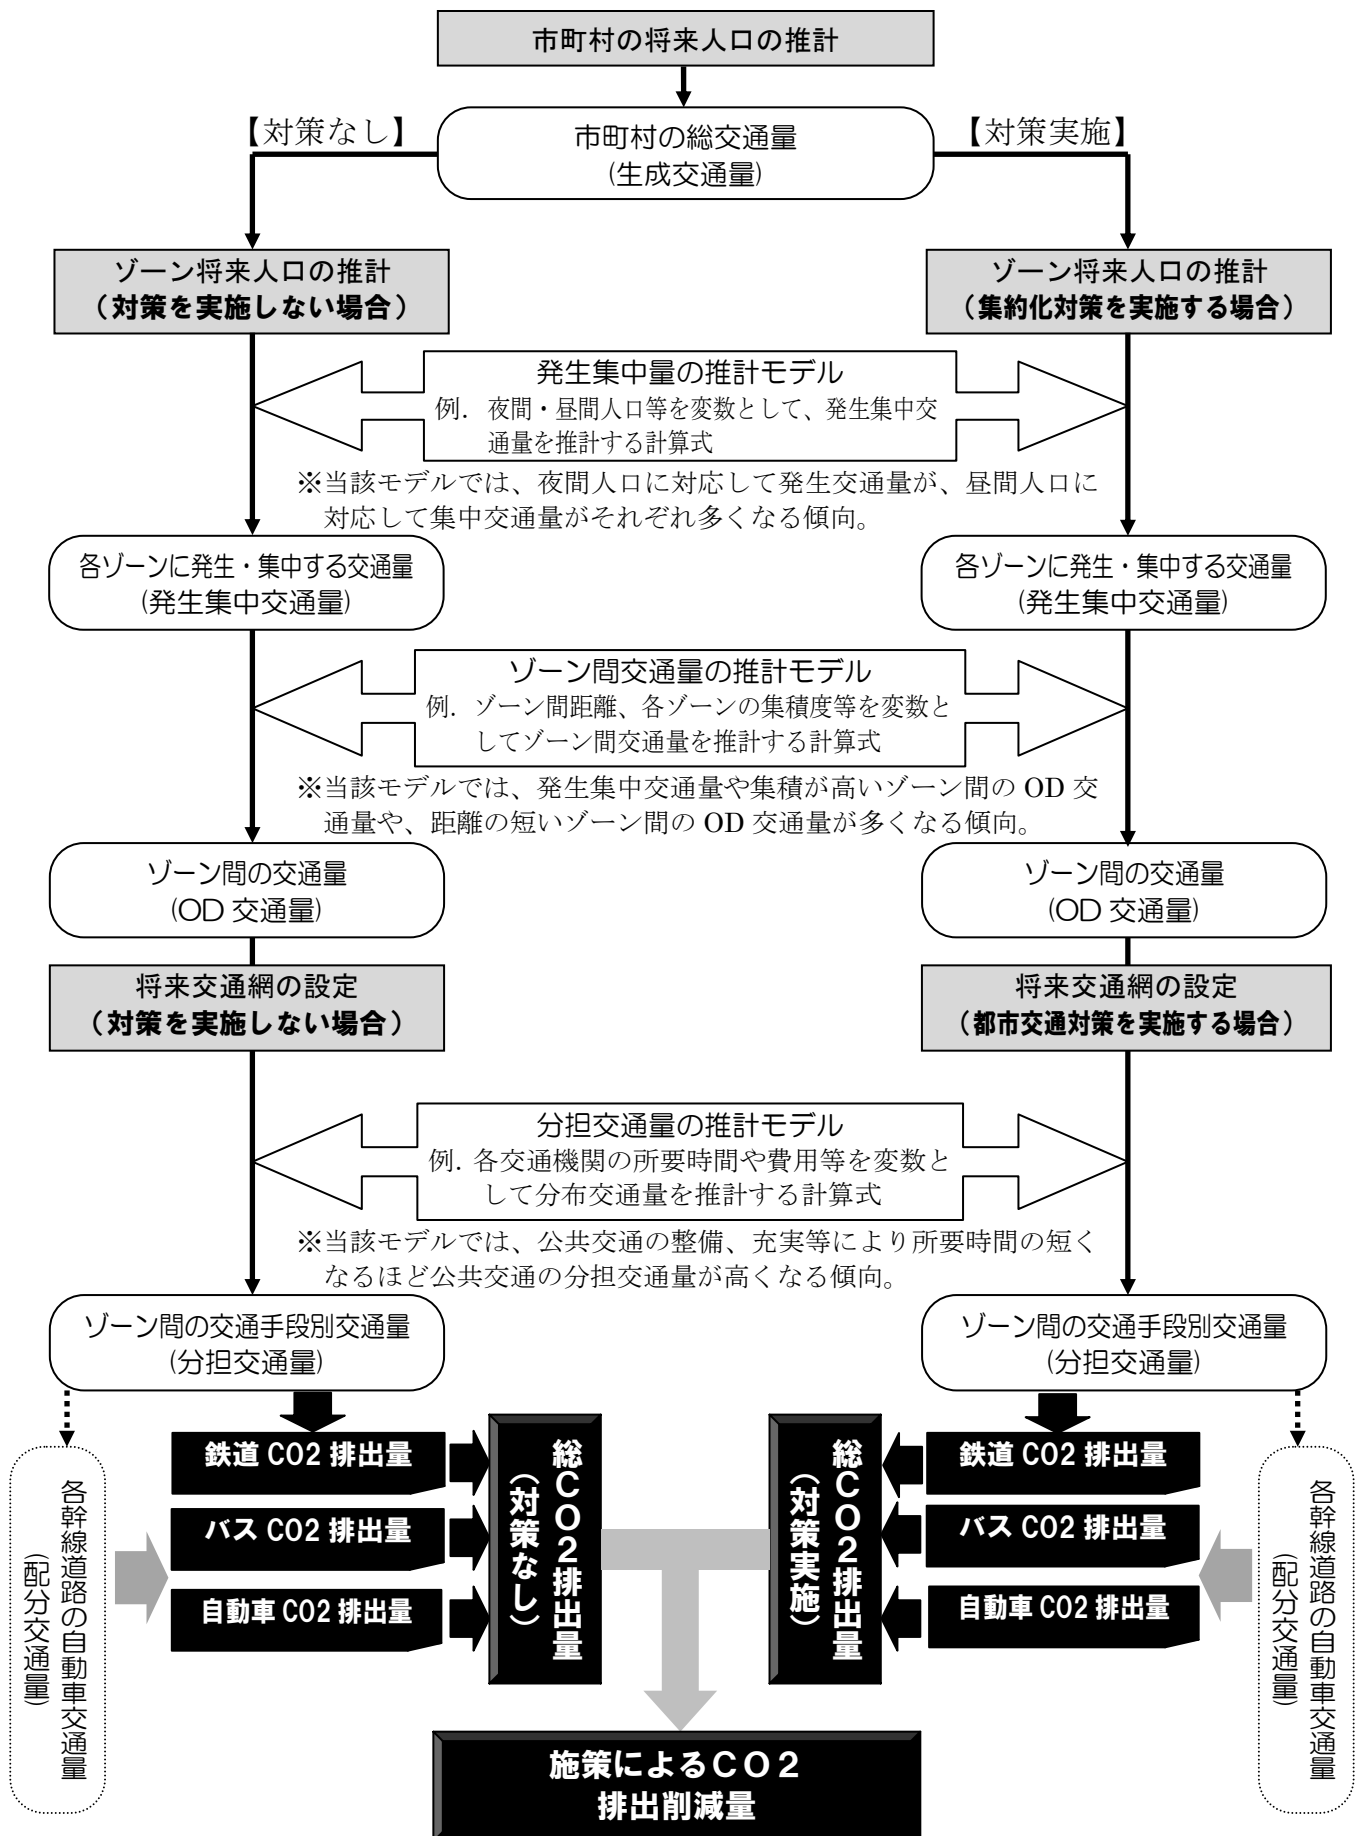 市町村の将来人口の推計
市町村の総交通量
(生成交通量)
【対策なし】
【対策実施】
ゾーン将来人口の推計
（対策を実施しない場合）
ゾーン将来人口の推計
（集約化対策を実施する場合）
発生集中量の推計モデル
例．夜間・昼間人口等を変数として、発生集中交
通量を推計する計算式
※当該モデルでは、夜間人口に対応して発生交通量が、昼間人口に
対応して集中交通量がそれぞれ多くなる傾向。
各ゾーンに発生・集中する交通量
(発生集中交通量)
各ゾーンに発生・集中する交通量
(発生集中交通量)
ゾーン間交通量の推計モデル
例．ゾーン間距離、各ゾーンの集積度等を変数と
してゾーン間交通量を推計する計算式
※当該モデルでは、発生集中交通量や集積が高いゾーン間の OD 交
通量や、距離の短いゾーン間の OD 交通量が多くなる傾向。
ゾーン間の交通量
(OD 交通量)
ゾーン間の交通量
(OD 交通量)
将来交通網の設定
（対策を実施しない場合）
将来交通網の設定
（都市交通対策を実施する場合）
分担交通量の推計モデル
例. 各交通機関の所要時間や費用等を変数と
して分布交通量を推計する計算式
※当該モデルでは、公共交通の整備、充実等により所要時間の短く
なるほど公共交通の分担交通量が高くなる傾向。
ゾーン間の交通手段別交通量
(分担交通量)
ゾーン間の交通手段別交通量
(分担交通量)
各幹線道路の自動車交通量
(配分交通量)
鉄道 CO2 排出量
バス CO2 排出量
自動車 CO2 排出量
総ＣＯ２排出量
（対策なし）
総ＣＯ２排出量
（対策実施）
鉄道 CO2 排出量
バス CO2 排出量
自動車 CO2 排出量
各幹線道路の自動車交通量
(配分交通量)
施策によるＣＯ２
排出削減量